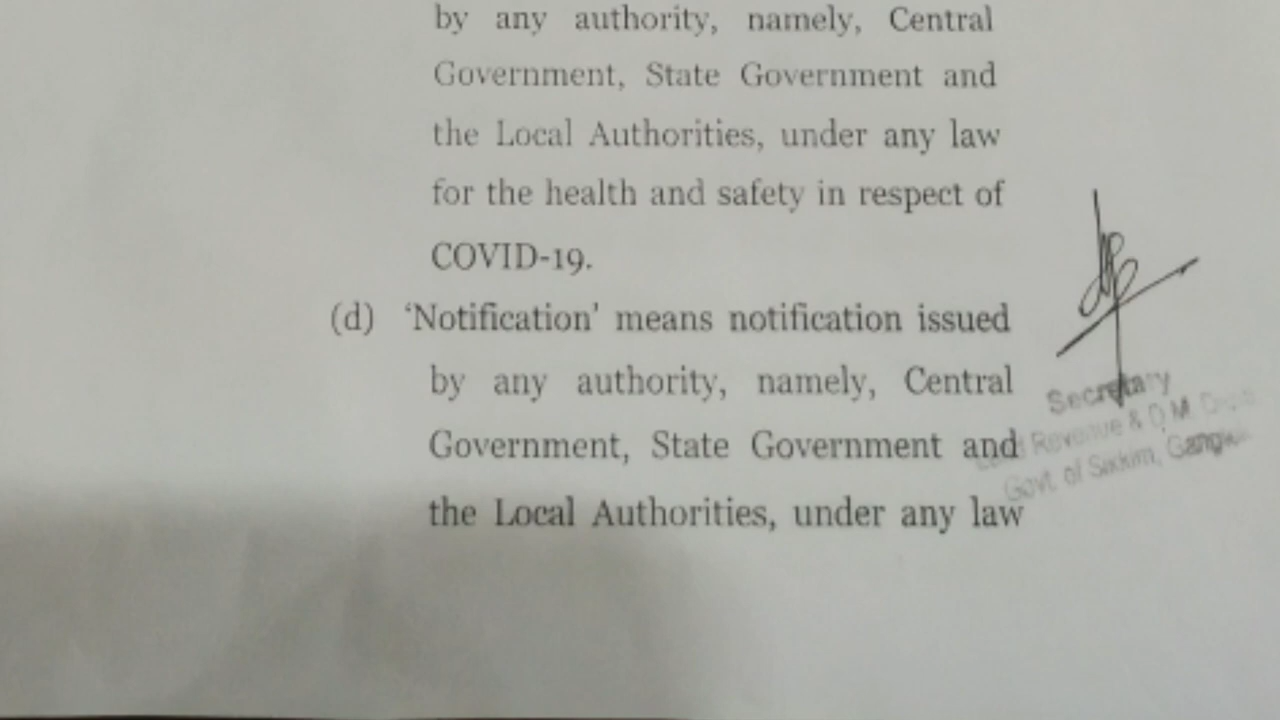 by any authority, namely, Central
Government, State Government and
the Local Authorities, under any law
for the health and safety in respect of
COVID-19.
(d) ‘Notification’ means notification issued
by any authority, namely, Central
Government, State Government and
the Local Authorities, under any law
Secretary
Revenue & D.M.
Govt. of Sikkim,